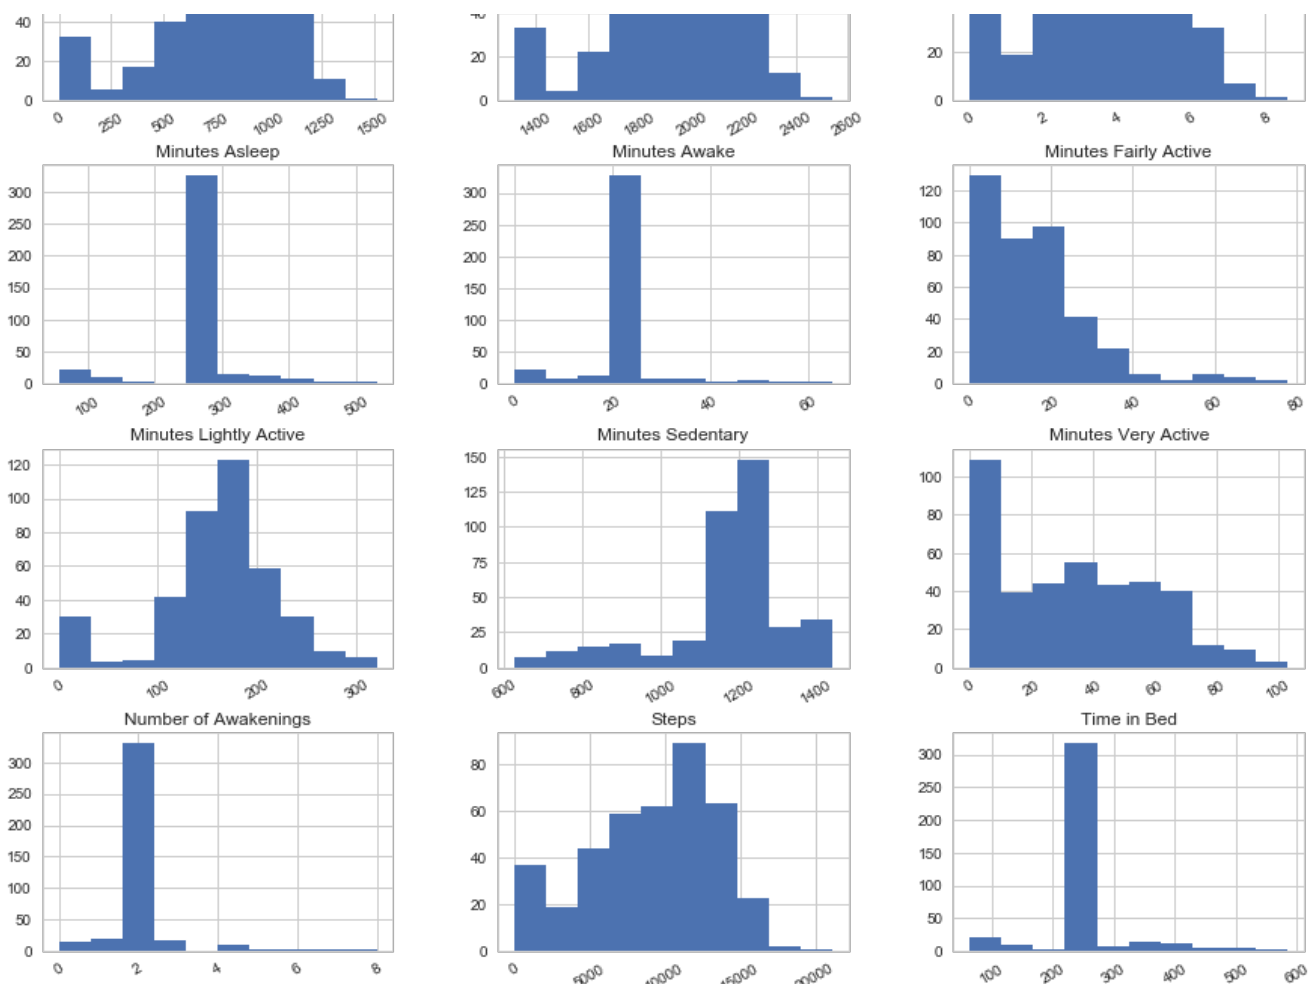 40 40
20 20 20
0 0 0
0 250 500 750 1000 1250 1500 1400 1600 1800 2000 2200 2400 2600 0 2 4 6 8
Minutes Asleep Minutes Awake Minutes Fairly Active
300 300 120
250 250 100
200 200 80
150 150 60
100 100 40
50 50 20
0 0 0
100 200 300 400 500 0 20 40 60 0 20 40 60 80
Minutes Lightly Active Minutes Sedentary Minutes Very Active
120 150 100
100 125 80
80 100 60
60 75 40
40 50 20
20 25 0
0 0
0 100 200 300 600 800 1000 1200 1400 0 20 40 60 80 100
Number of Awakenings Steps Time in Bed
300 80 300
250 60 250
200 40 200
150 20 150
100 0 100
50 50
0 0
0 2 4 6 8 0 5000 10000 15000 20000 100 200 300 400 500 600